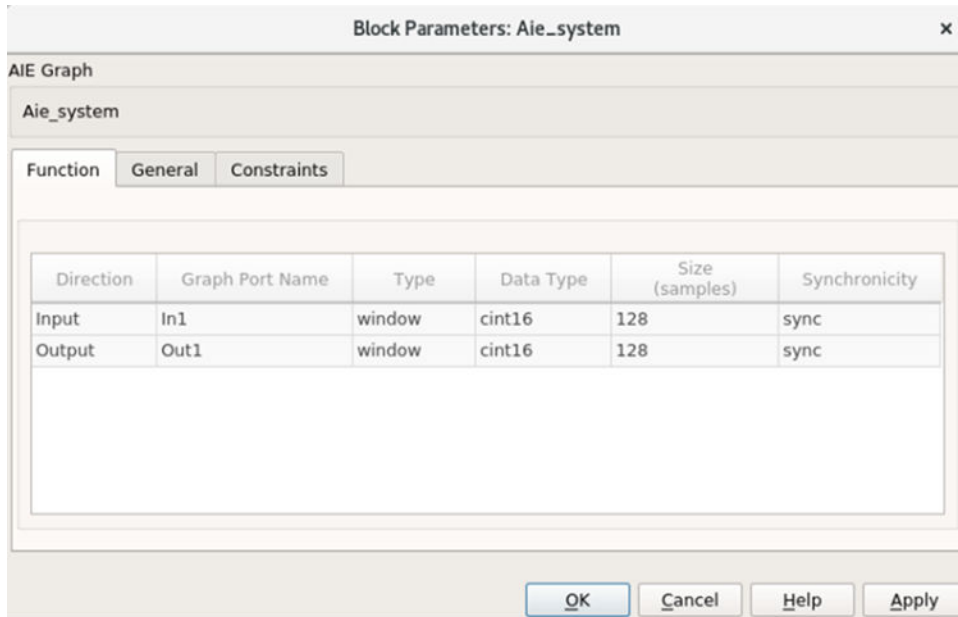 Block Parameters: Aie_system ×
AIE Graph
Aie_system
Function General Constraints
Direction Graph Port Name Type Data Type Size (samples) Synchronicity
Input In1 window cint16 128 sync
Output Out1 window cint16 128 sync
OK Cancel Help Apply